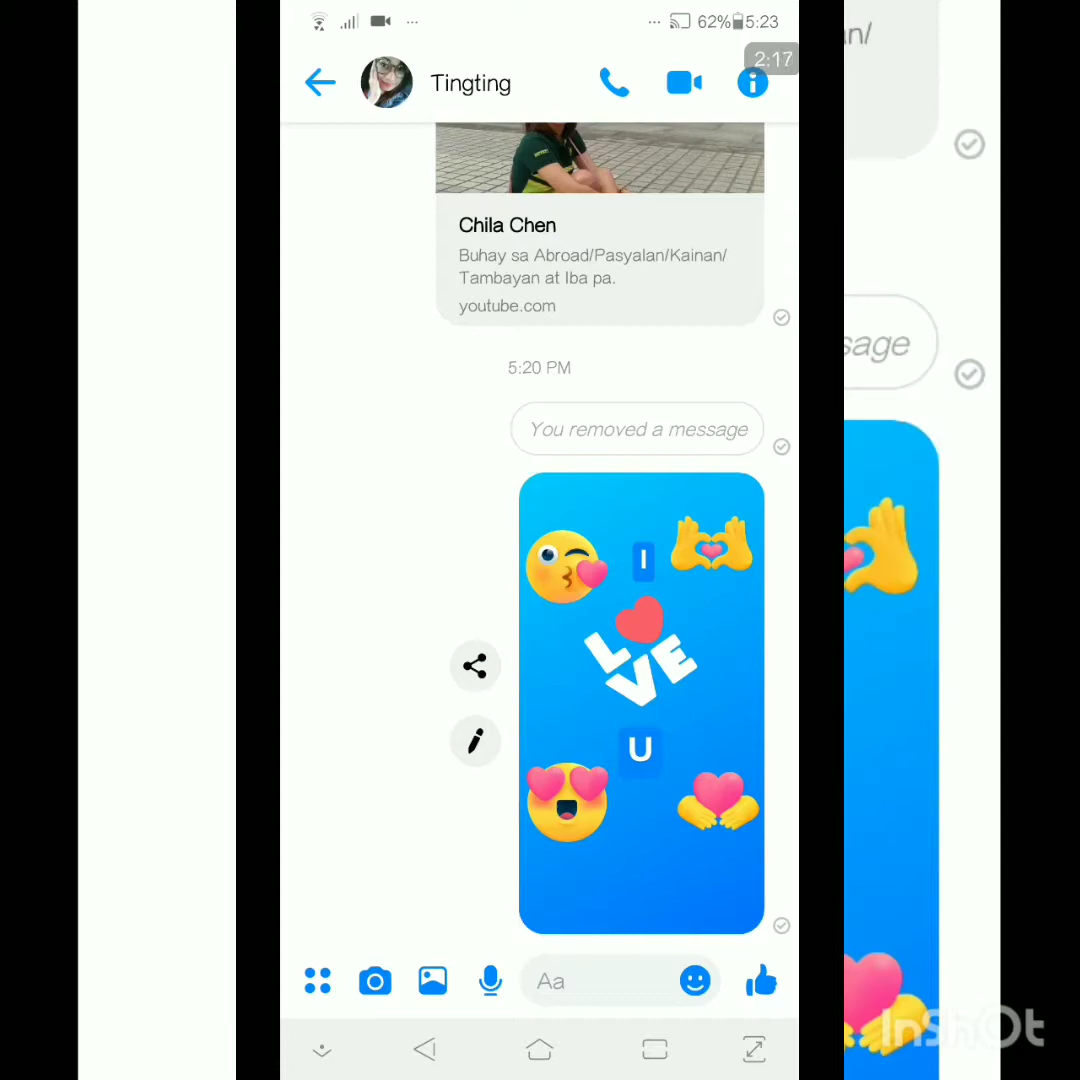 62% 5:23
2:17
Tingting
Chila Chen
Buhay sa Abroad/Pasyalan/Kainan/
Tambayan at Iba pa.
youtube.com
5:20 PM
You removed a message
I
LOVE
U
Aa
an/
sage
InShOt